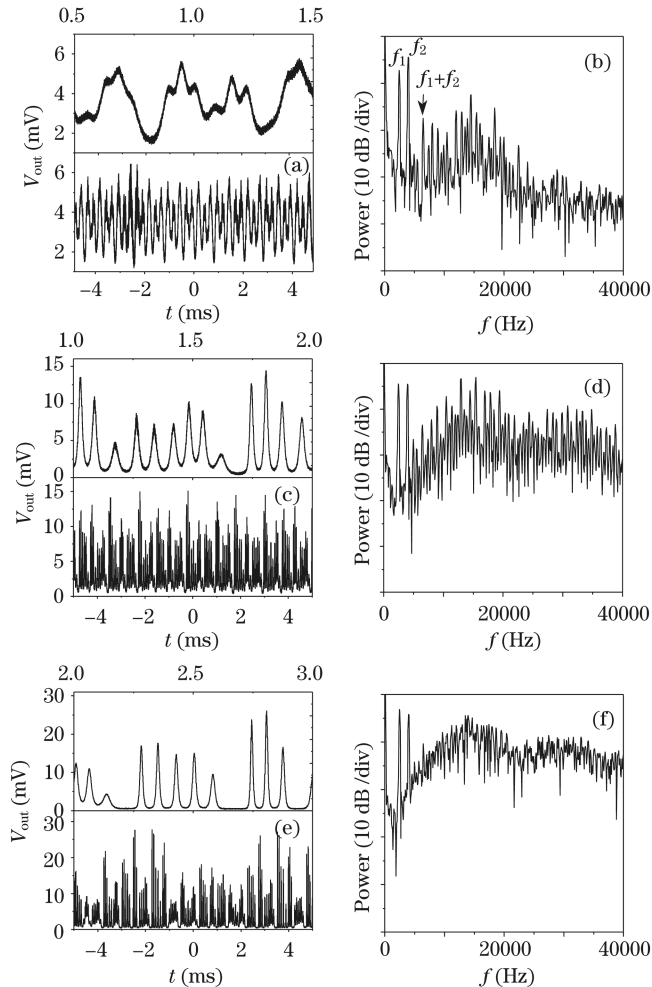 0.5 1.0 1.5
6
4
2
(a)
6
4
2
V_out (mV)
−4 −2 0 2 4
t (ms)
f₁ f₂
f₁+f₂
(b)
Power (10 dB /div)
0 20000 40000
f (Hz)
1.0 1.5 2.0
15
10
5
0
(c)
15
10
5
0
V_out (mV)
−4 −2 0 2 4
t (ms)
(d)
Power (10 dB /div)
0 20000 40000
f (Hz)
2.0 2.5 3.0
30
20
10
0
(e)
30
20
10
0
V_out (mV)
−4 −2 0 2 4
t (ms)
(f)
Power (10 dB /div)
0 20000 40000
f (Hz)